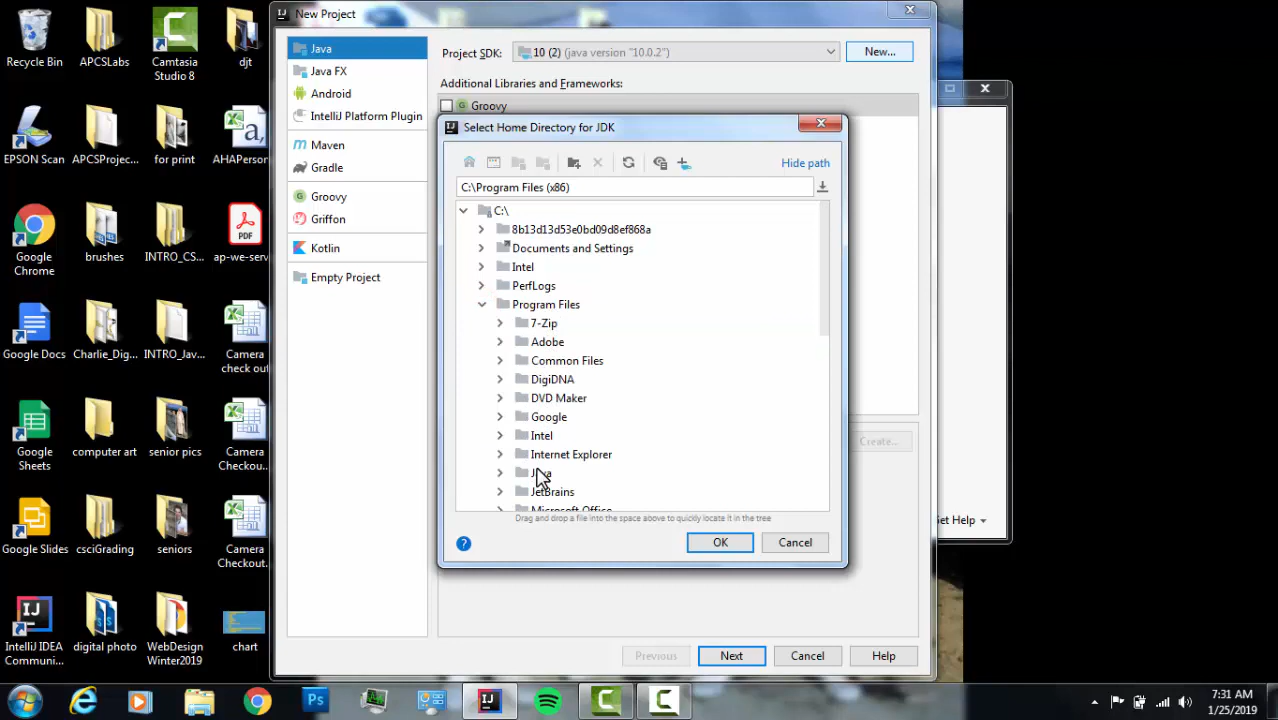 Recycle Bin
APCSLabs
Camtasia
Studio 8
djt
EPSON Scan
APCSProjec...
for print
AHAPerson
Google
Chrome
brushes
INTRO_CS...
PDF
ap-we-serv
Google Docs
Charlie_Dig...
INTRO_Jav...
Camera
check out
Google
Sheets
computer art
senior pics
Camera
Checkou...
Google Slides
csciGrading
seniors
Camera
Checkout...
IJ
IntelliJ IDEA
Communi...
digital photo
WebDesign
Winter2019
chart
New Project
Java
Java FX
Android
IntelliJ Platform Plugin
Maven
Gradle
Groovy
Griffon
Kotlin
Empty Project
Project SDK:
10 (2) (java version "10.0.2")
New...
Additional Libraries and Frameworks:
Groovy
Select Home Directory for JDK
Hide path
C:\Program Files (x86)
C:\
8b13d13d53e0bd09d8ef868a
Documents and Settings
Intel
PerfLogs
Program Files
7-Zip
Adobe
Common Files
DigiDNA
DVD Maker
Google
Intel
Internet Explorer
Java
JetBrains
Microsoft Office
Drag and drop a file into the space above to quickly locate it in the tree
?
OK
Cancel
Create...
Get Help
Previous
Next
Cancel
Help
Ps
IJ
7:31 AM
1/25/2019